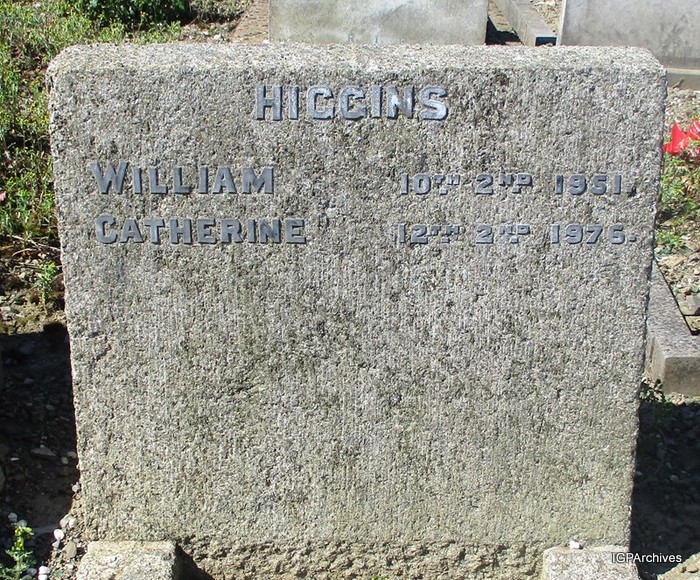 HIGGINS
WILLIAM 10TH 2ND 1951.
CATHERINE 12TH 2ND 1976.
IGPArchives